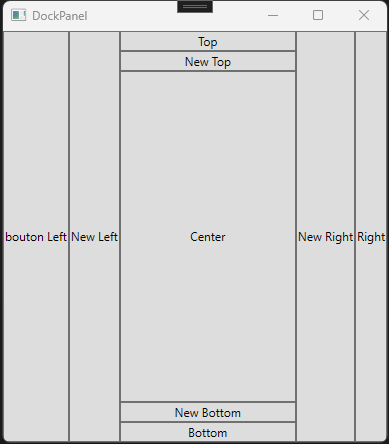 DockPanel
Top
New Top
bouton Left
New Left
Center
New Right
Right
New Bottom
Bottom